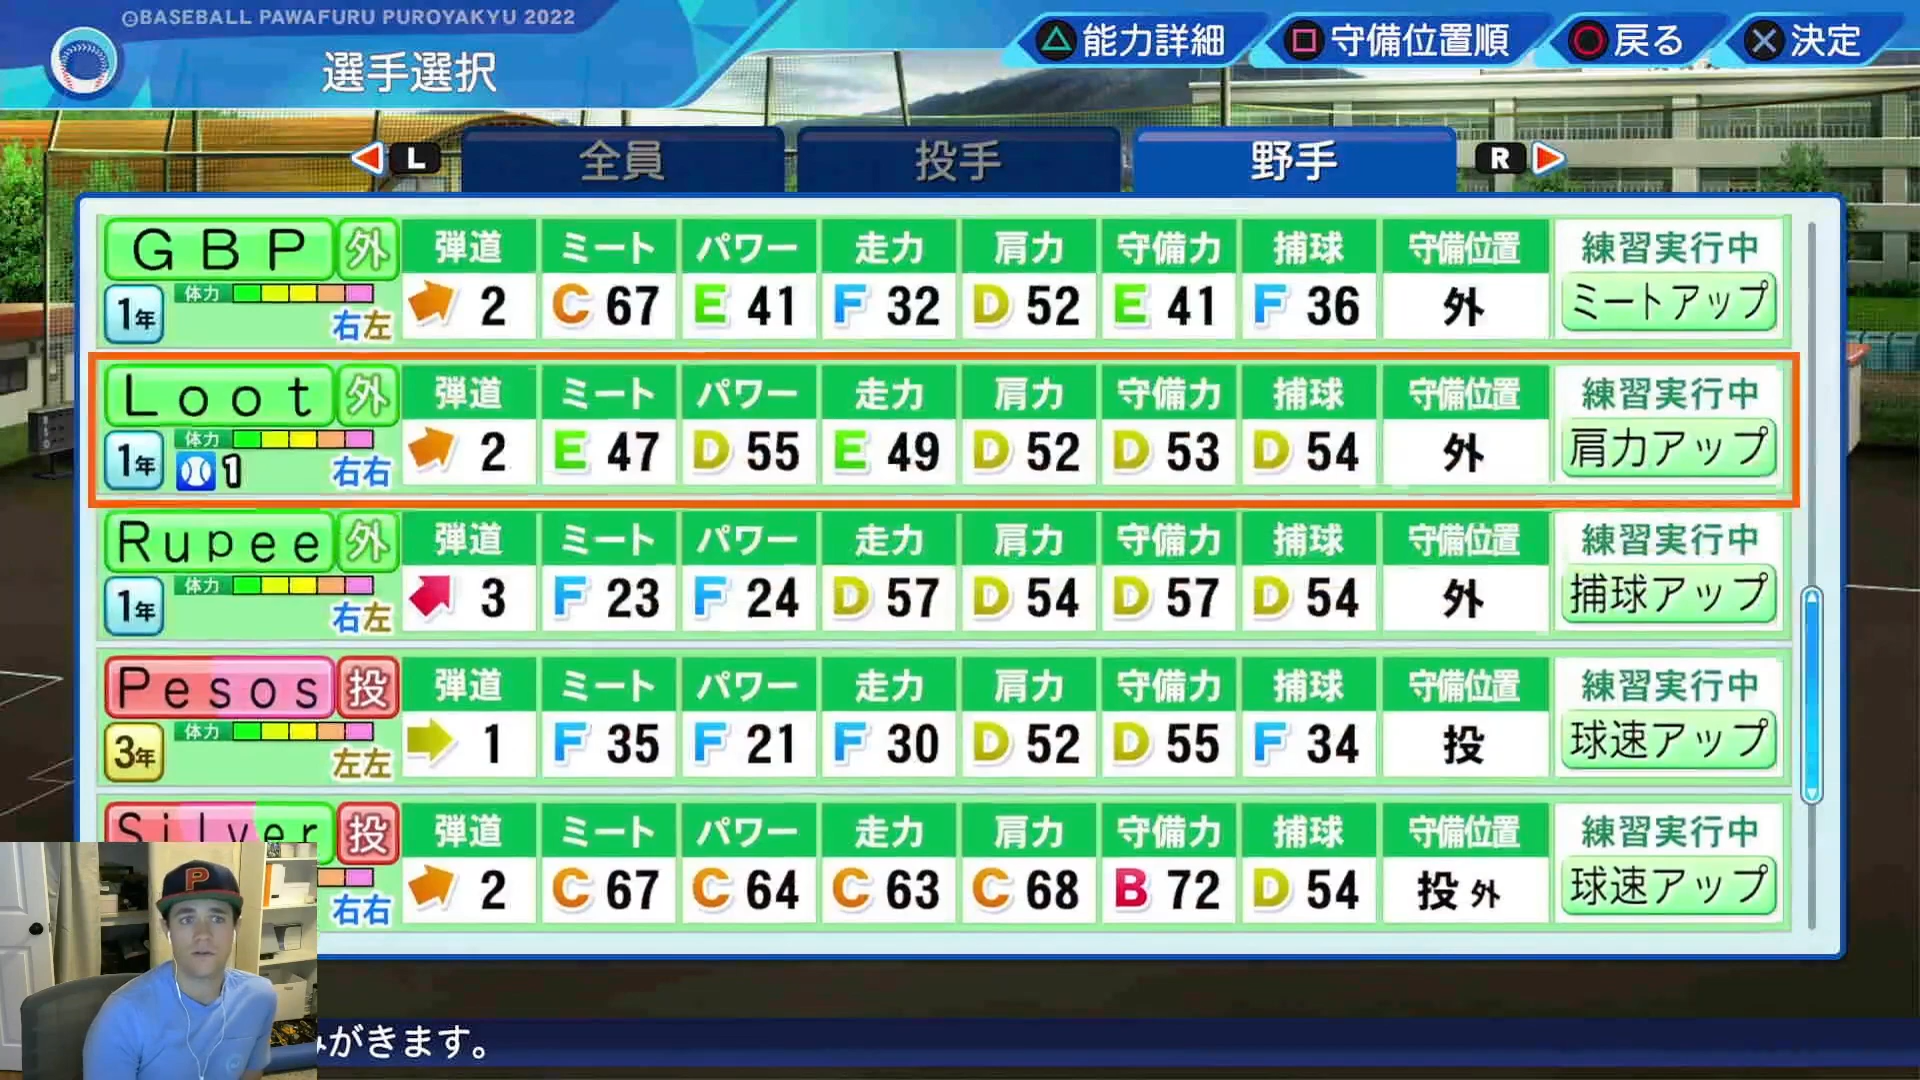 ©BASEBALL PAWAFURU PUROYAKYU 2022
選手選択
△能力詳細 □守備位置順 ○戻る ×決定
L 全員 投手 野手 R
GBP 外 弾道 ミート パワー 走力 肩力 守備力 捕球 守備位置 練習実行中
1年 体力 右左 2 C 67 E 41 F 32 D 52 E 41 F 36 外 ミートアップ
Loot 外 弾道 ミート パワー 走力 肩力 守備力 捕球 守備位置 練習実行中
1年 体力 1 右右 2 E 47 D 55 E 49 D 52 D 53 D 54 外 肩力アップ
Rupee 外 弾道 ミート パワー 走力 肩力 守備力 捕球 守備位置 練習実行中
1年 体力 右左 3 F 23 F 24 D 57 D 54 D 57 D 54 外 捕球アップ
Pesos 投 弾道 ミート パワー 走力 肩力 守備力 捕球 守備位置 練習実行中
3年 体力 左左 1 F 35 F 21 F 30 D 52 D 55 F 34 投 球速アップ
Silver 投 弾道 ミート パワー 走力 肩力 守備力 捕球 守備位置 練習実行中
右右 2 C 67 C 64 C 63 C 68 B 72 D 54 投外 球速アップ
P
がきます。